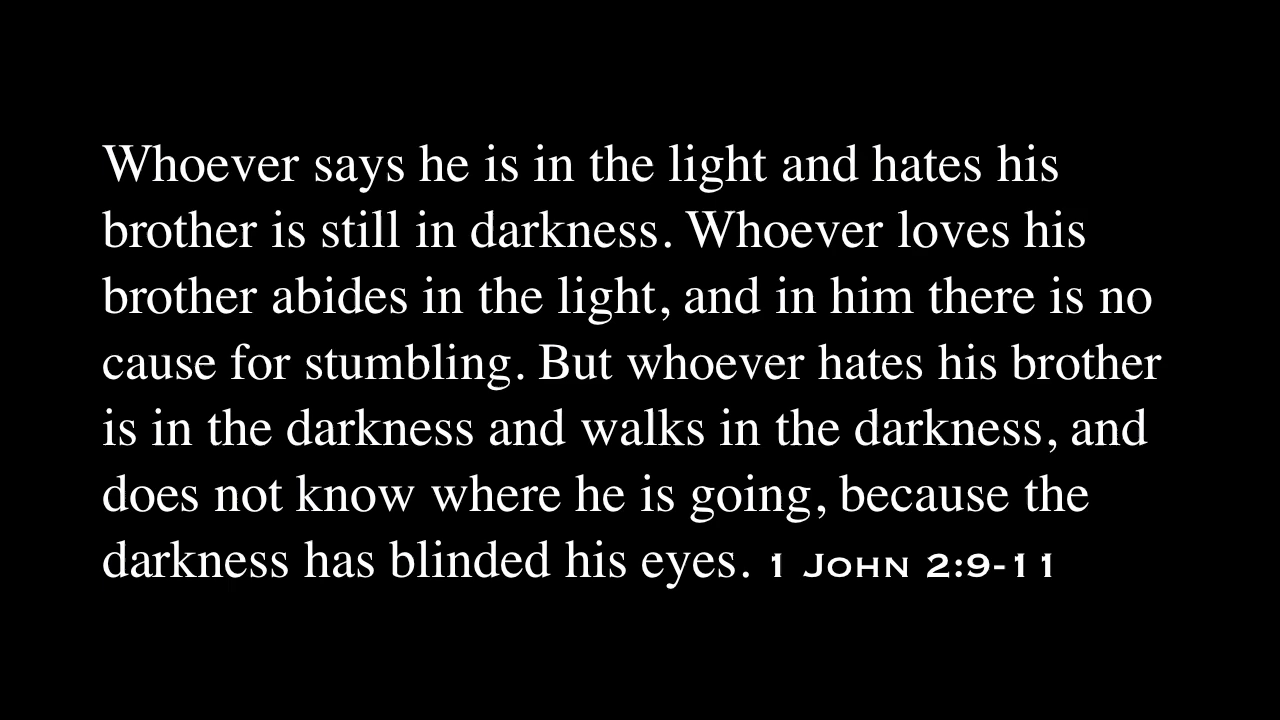 Whoever says he is in the light and hates his
brother is still in darkness. Whoever loves his
brother abides in the light, and in him there is no
cause for stumbling. But whoever hates his brother
is in the darkness and walks in the darkness, and
does not know where he is going, because the
darkness has blinded his eyes. 1 John 2:9-11